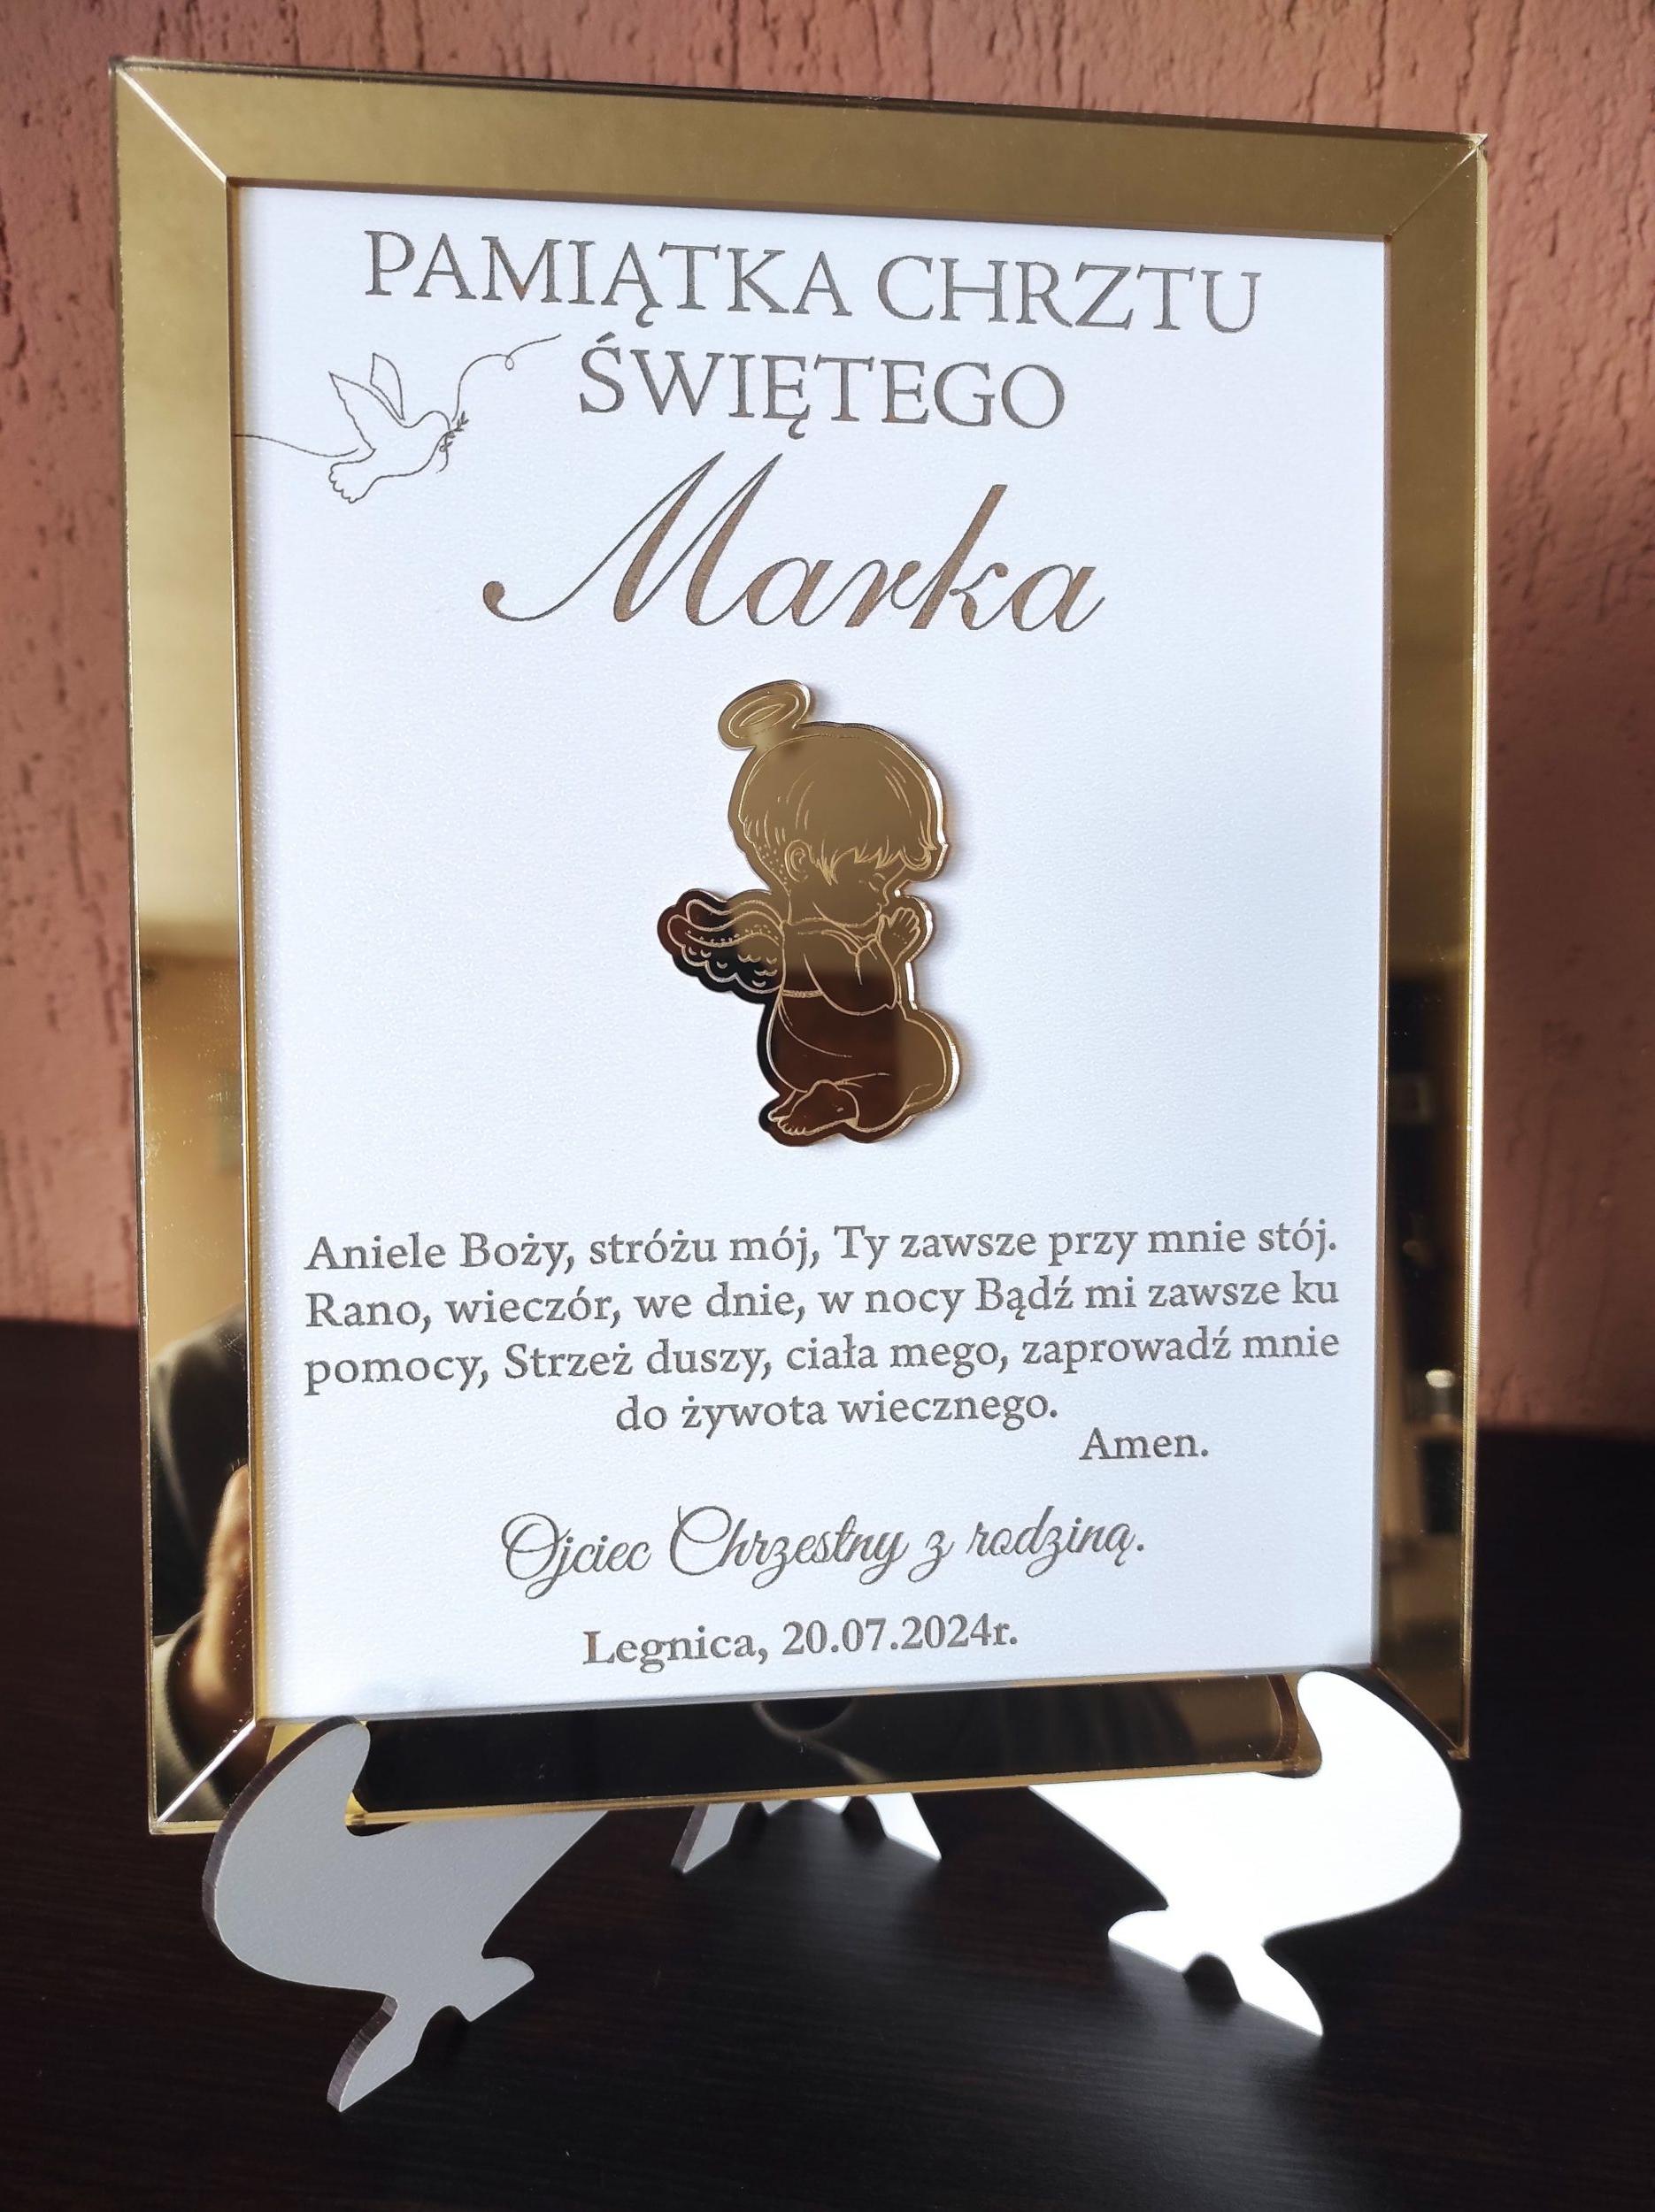 PAMIĄTKA CHRZTU
ŚWIĘTEGO
Marka
Aniele Boży, stróżu mój, Ty zawsze przy mnie stój.
Rano, wieczór, we dnie, w nocy Bądź mi zawsze ku
pomocy, Strzeż duszy, ciała mego, zaprowadź mnie
do żywota wiecznego.
Amen.
Ojciec Chrzestny z rodziną.
Legnica, 20.07.2024r.